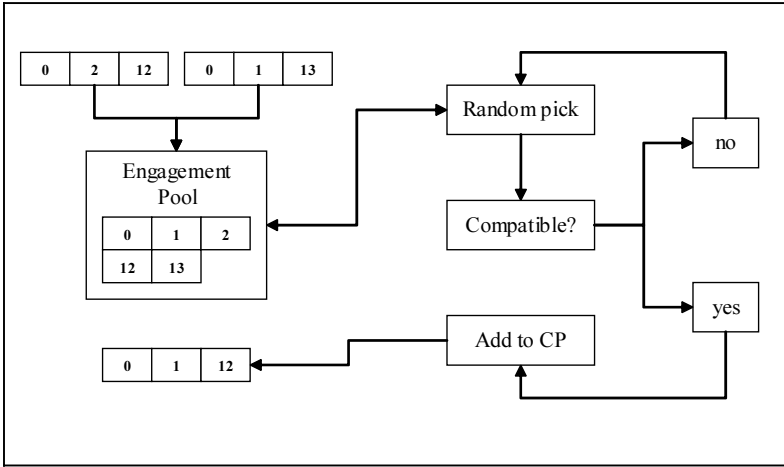 0 2 12 0 1 13
Random pick
no
Engagement
Pool
0 1 2
12 13
Compatible?
yes
Add to CP
0 1 12